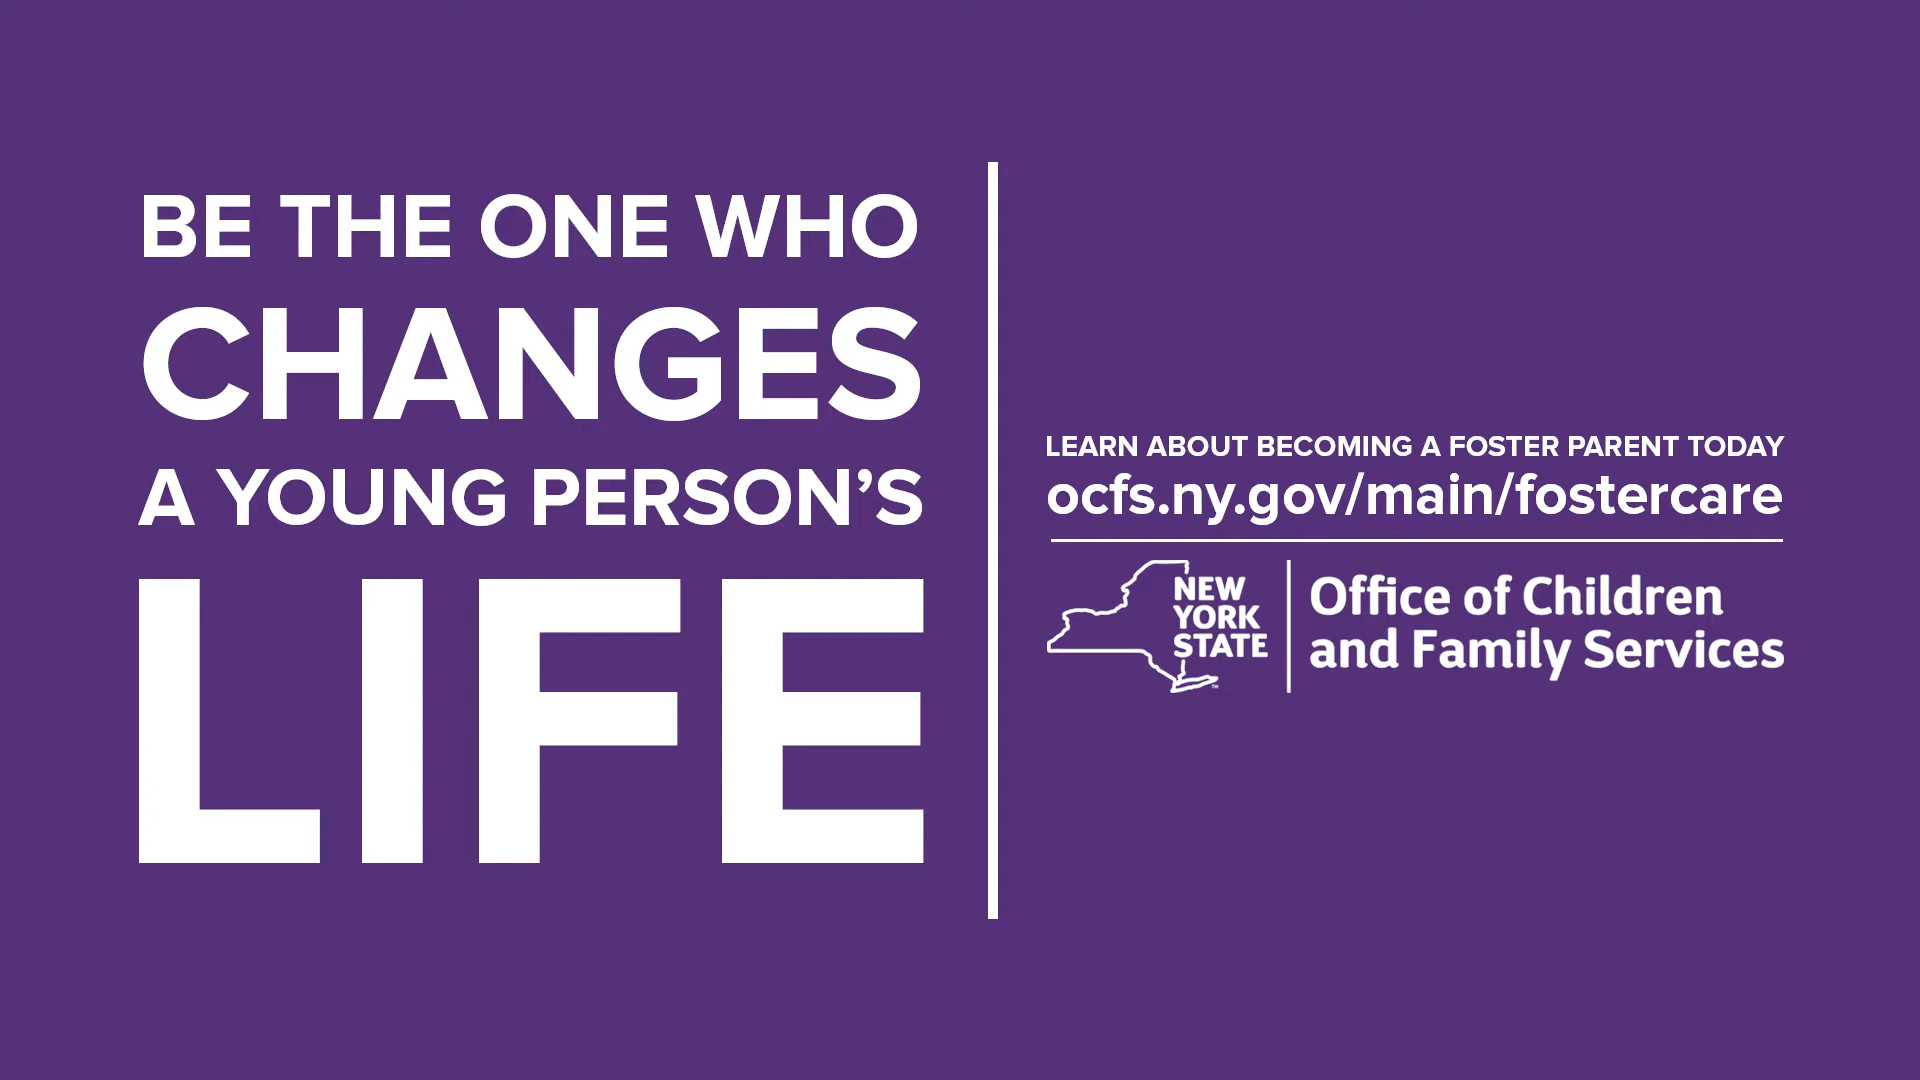 BE THE ONE WHO
CHANGES
A YOUNG PERSON’S
LIFE
LEARN ABOUT BECOMING A FOSTER PARENT TODAY
ocfs.ny.gov/main/fostercare
NEW
YORK
STATE
™
Office of Children
and Family Services